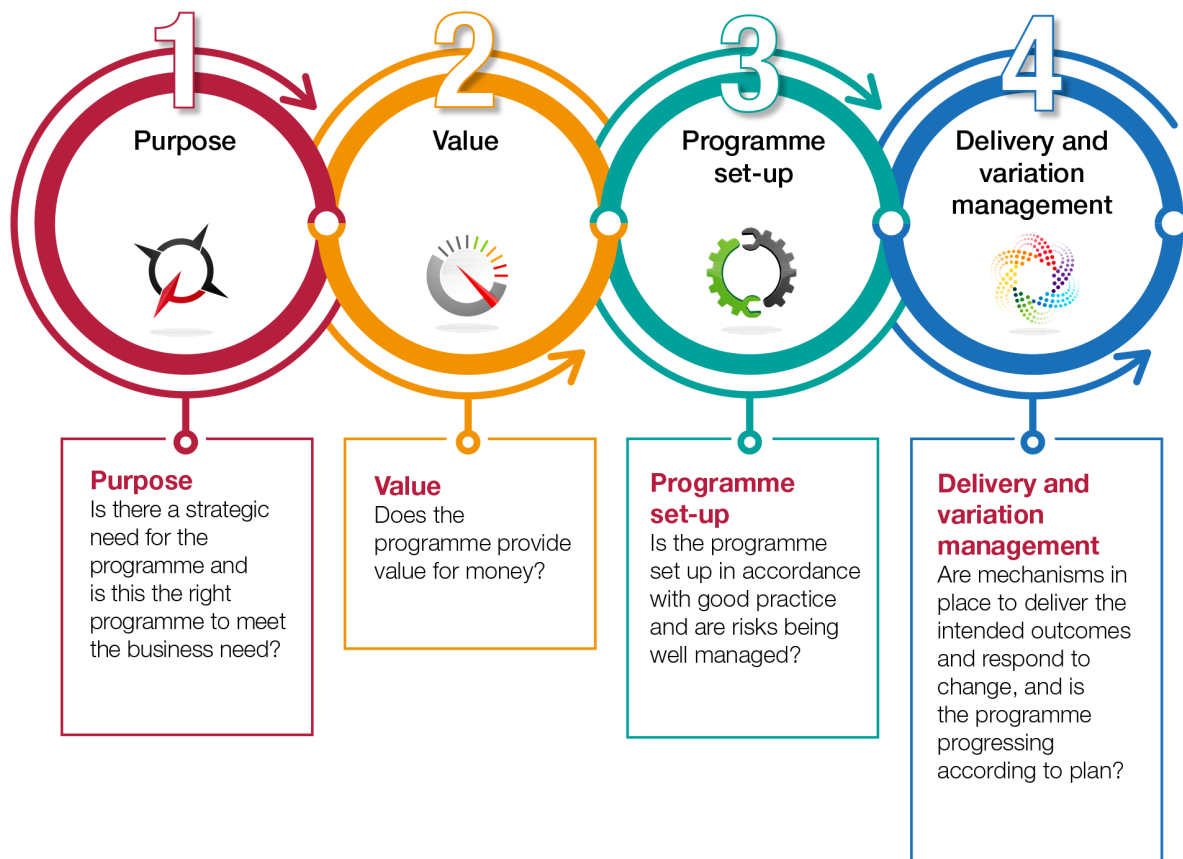 1
Purpose
2
Value
3
Programme
set-up
4
Delivery and
variation
management
Purpose
Is there a strategic
need for the
programme and
is this the right
programme to meet
the business need?
Value
Does the
programme provide
value for money?
Programme
set-up
Is the programme
set up in accordance
with good practice
and are risks being
well managed?
Delivery and
variation
management
Are mechanisms in
place to deliver the
intended outcomes
and respond to
change, and is
the programme
progressing
according to plan?